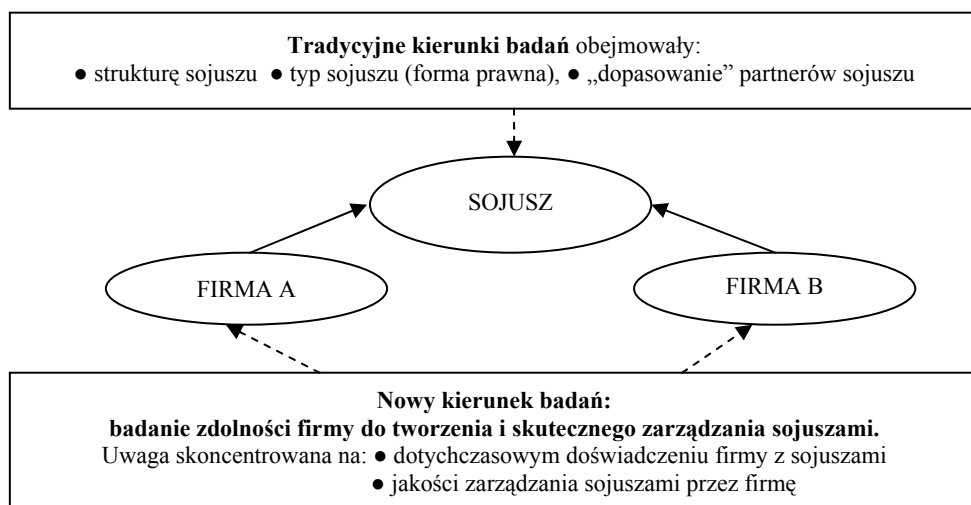 Tradycyjne kierunki badań obejmowały:
● strukturę sojuszu ● typ sojuszu (forma prawna), ● „dopasowanie” partnerów sojuszu
SOJUSZ
FIRMA A
FIRMA B
Nowy kierunek badań:
badanie zdolności firmy do tworzenia i skutecznego zarządzania sojuszami.
Uwaga skoncentrowana na: ● dotychczasowym doświadczeniu firmy z sojuszami
● jakości zarządzania sojuszami przez firmę